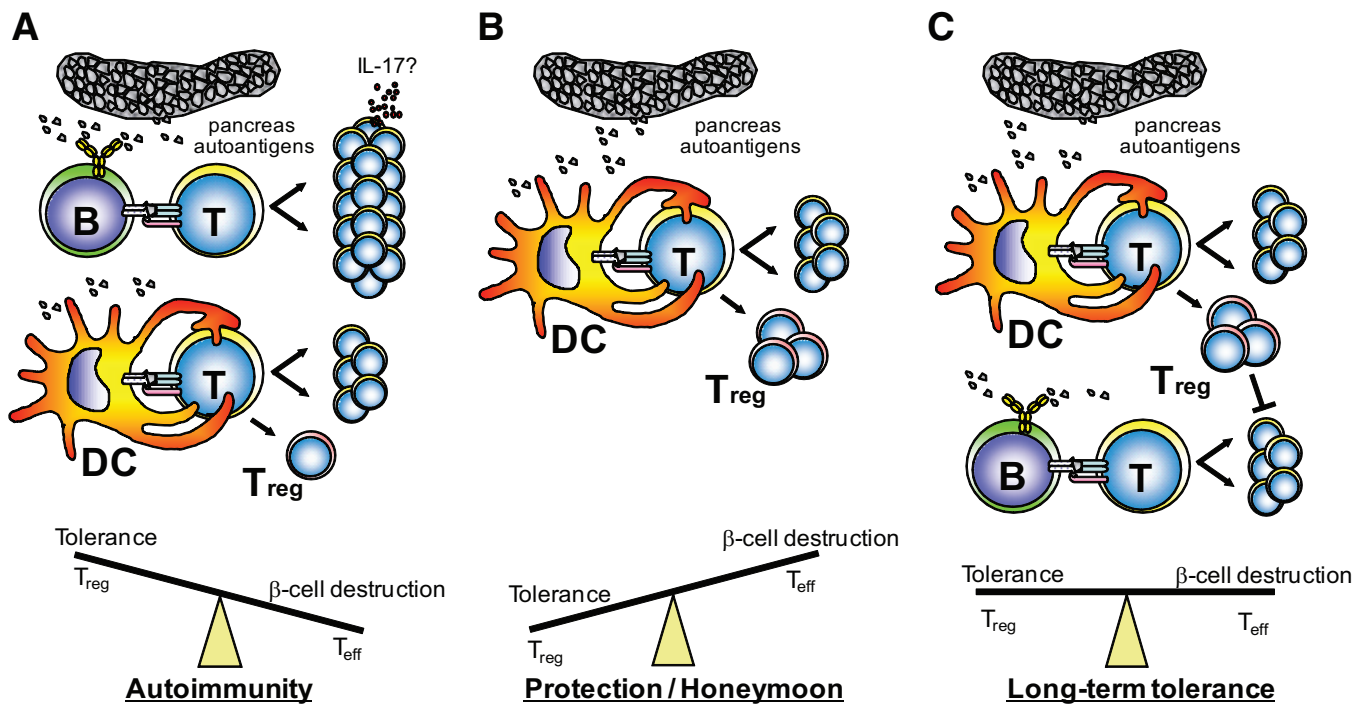 A
IL-17?
pancreas
autoantigens
B
T
T
DC
Treg
Tolerance
Treg
β-cell destruction
Teff
Autoimmunity
B
pancreas
autoantigens
T
DC
Treg
β-cell destruction
Teff
Tolerance
Treg
Protection / Honeymoon
C
pancreas
autoantigens
T
DC
Treg
B
T
Tolerance
β-cell destruction
Treg
Teff
Long-term tolerance